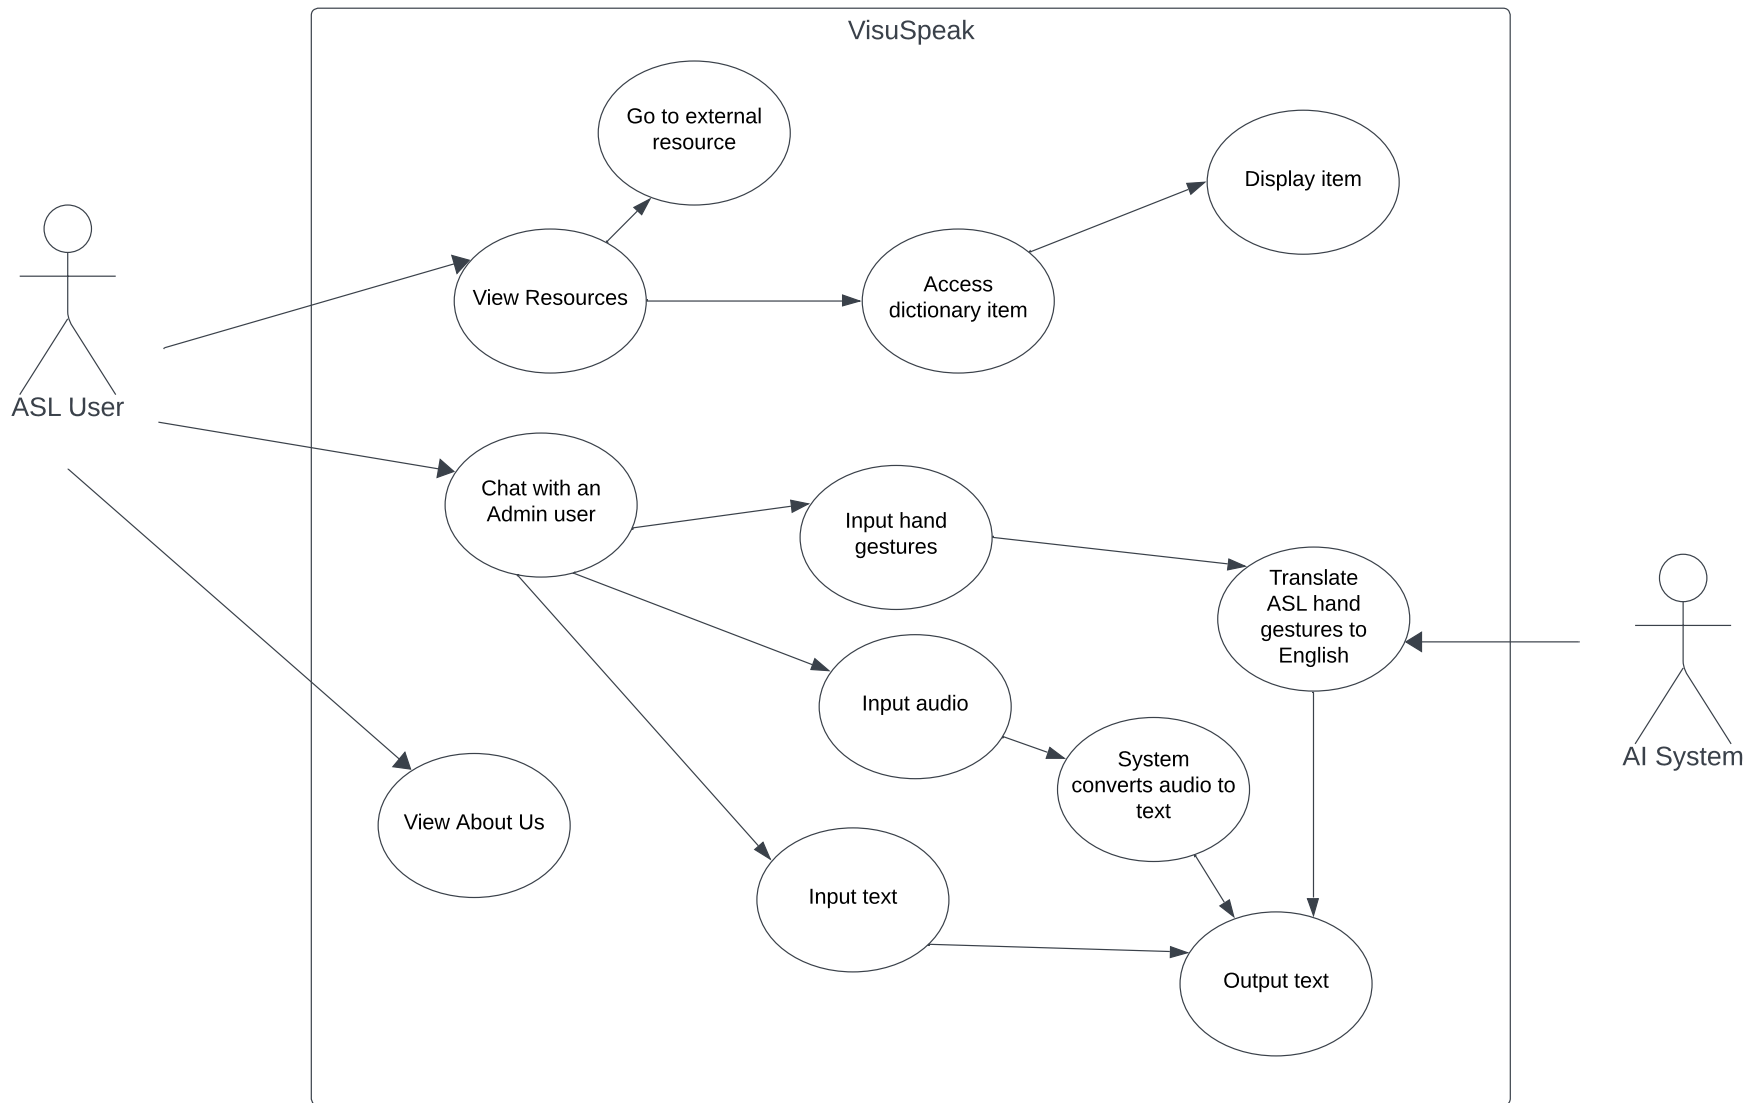 VisuSpeak
Go to external
resource
Display item
View Resources
Access
dictionary item
ASL User
Chat with an
Admin user
Input hand
gestures
Translate
ASL hand
gestures to
English
AI System
Input audio
System
converts audio to
text
View About Us
Input text
Output text